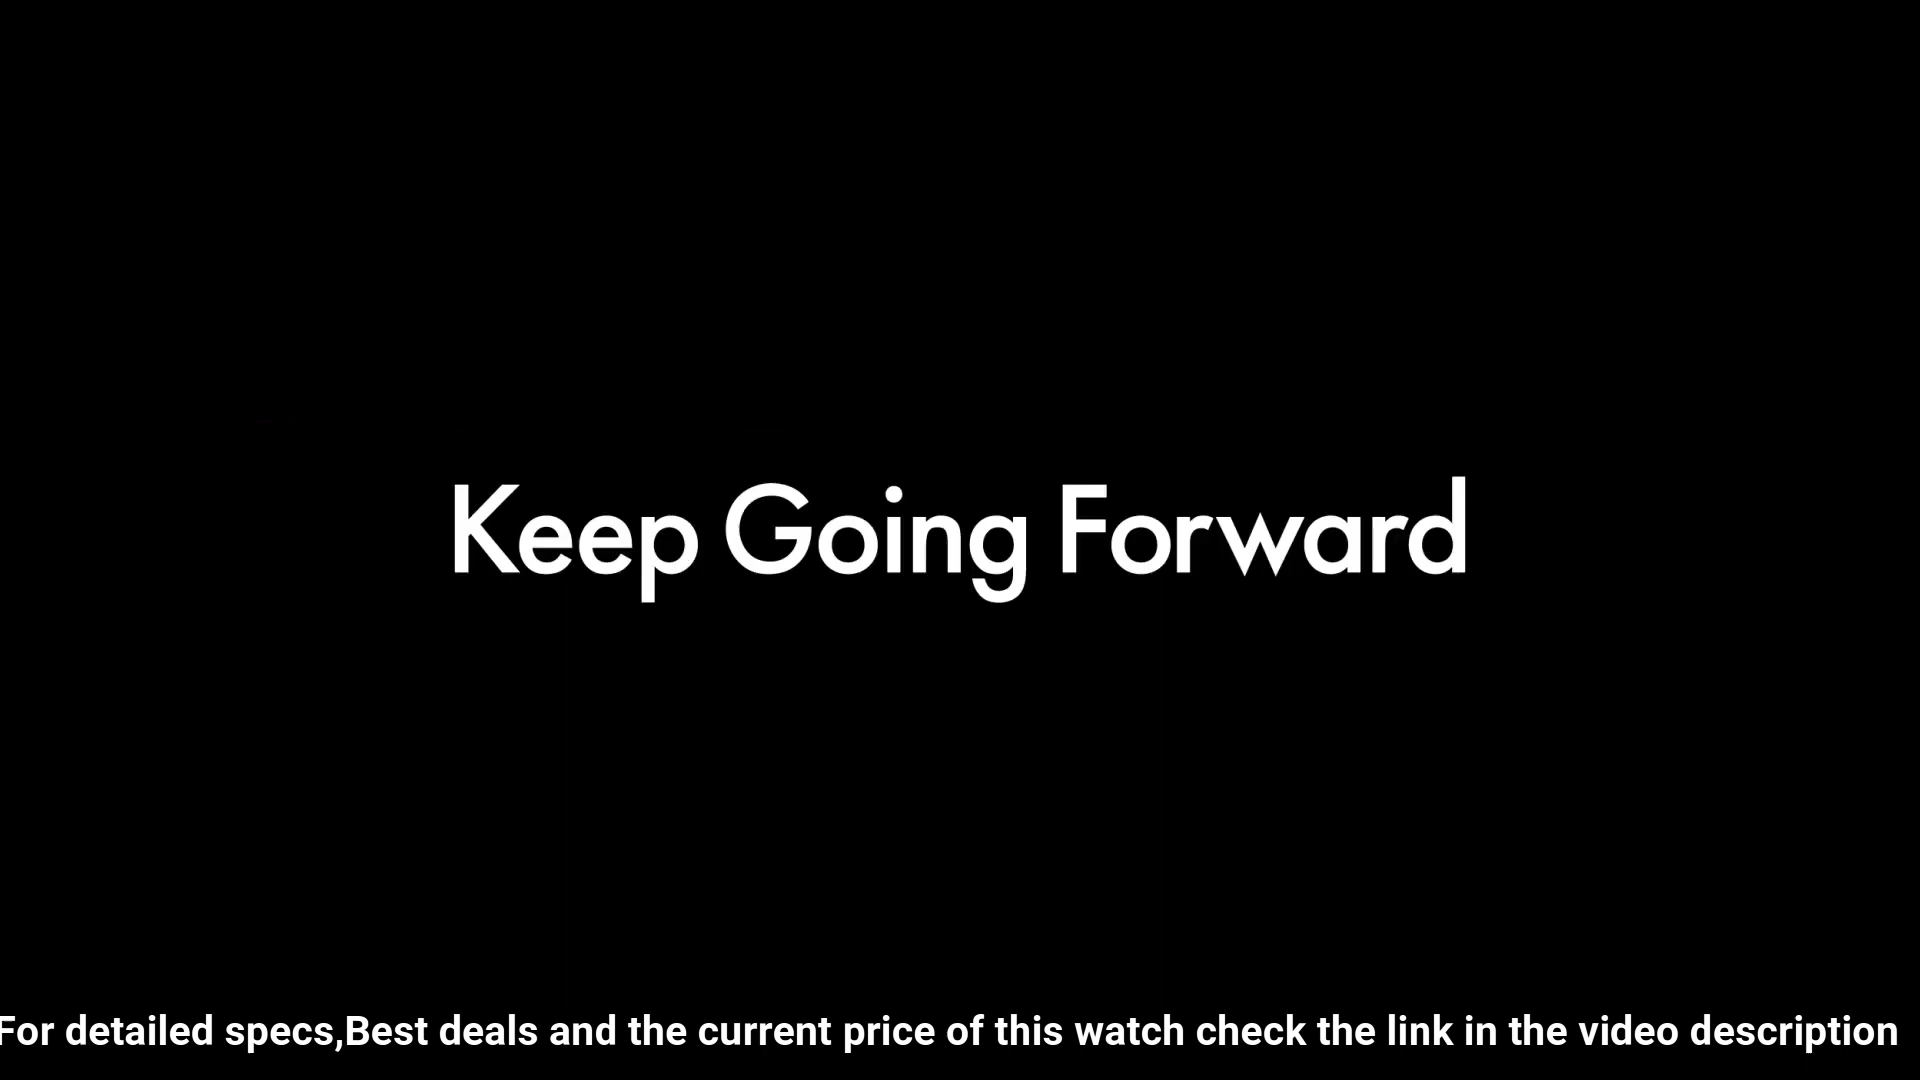 Keep Going Forward
For detailed specs,Best deals and the current price of this watch check the link in the video description